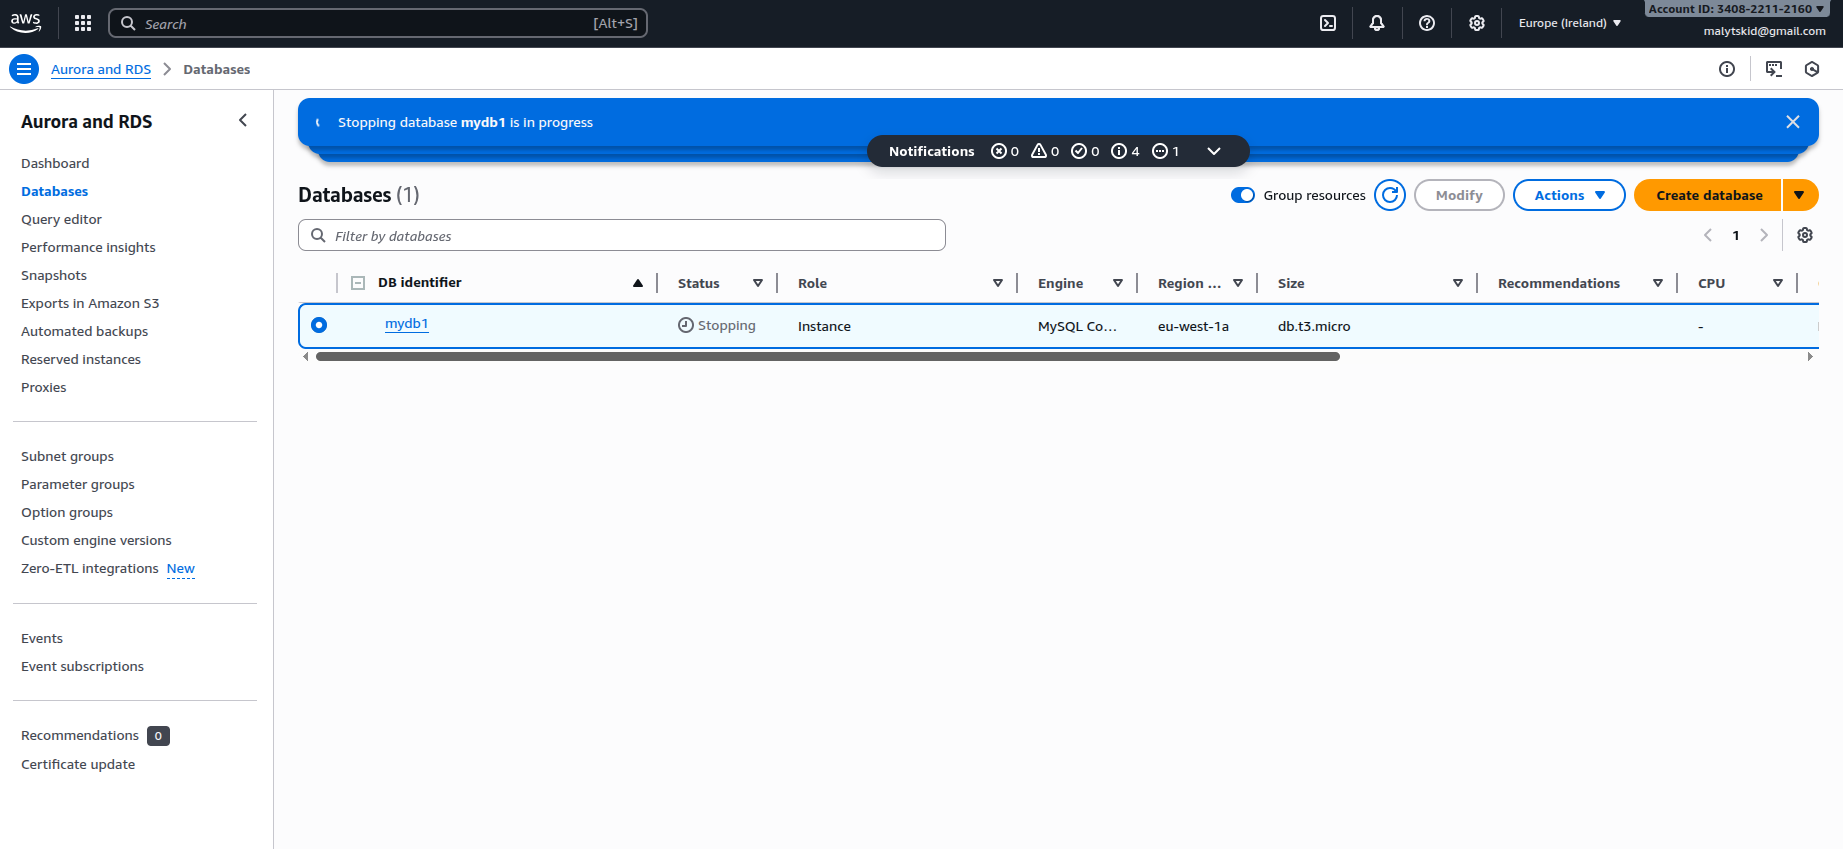 aws
Search
[Alt+S]
Europe (Ireland)
Account ID: 3408-2211-2160
malytskid@gmail.com
Aurora and RDS
Databases
Aurora and RDS
Dashboard
Databases
Query editor
Performance insights
Snapshots
Exports in Amazon S3
Automated backups
Reserved instances
Proxies
Subnet groups
Parameter groups
Option groups
Custom engine versions
Zero-ETL integrations New
Events
Event subscriptions
Recommendations 0
Certificate update
Stopping database mydb1 is in progress
Notifications 0 0 0 4 1
Databases (1)
Group resources
Modify
Actions
Create database
Filter by databases
1
DB identifier Status Role Engine Region ... Size Recommendations CPU
mydb1 Stopping Instance MySQL Co... eu-west-1a db.t3.micro -